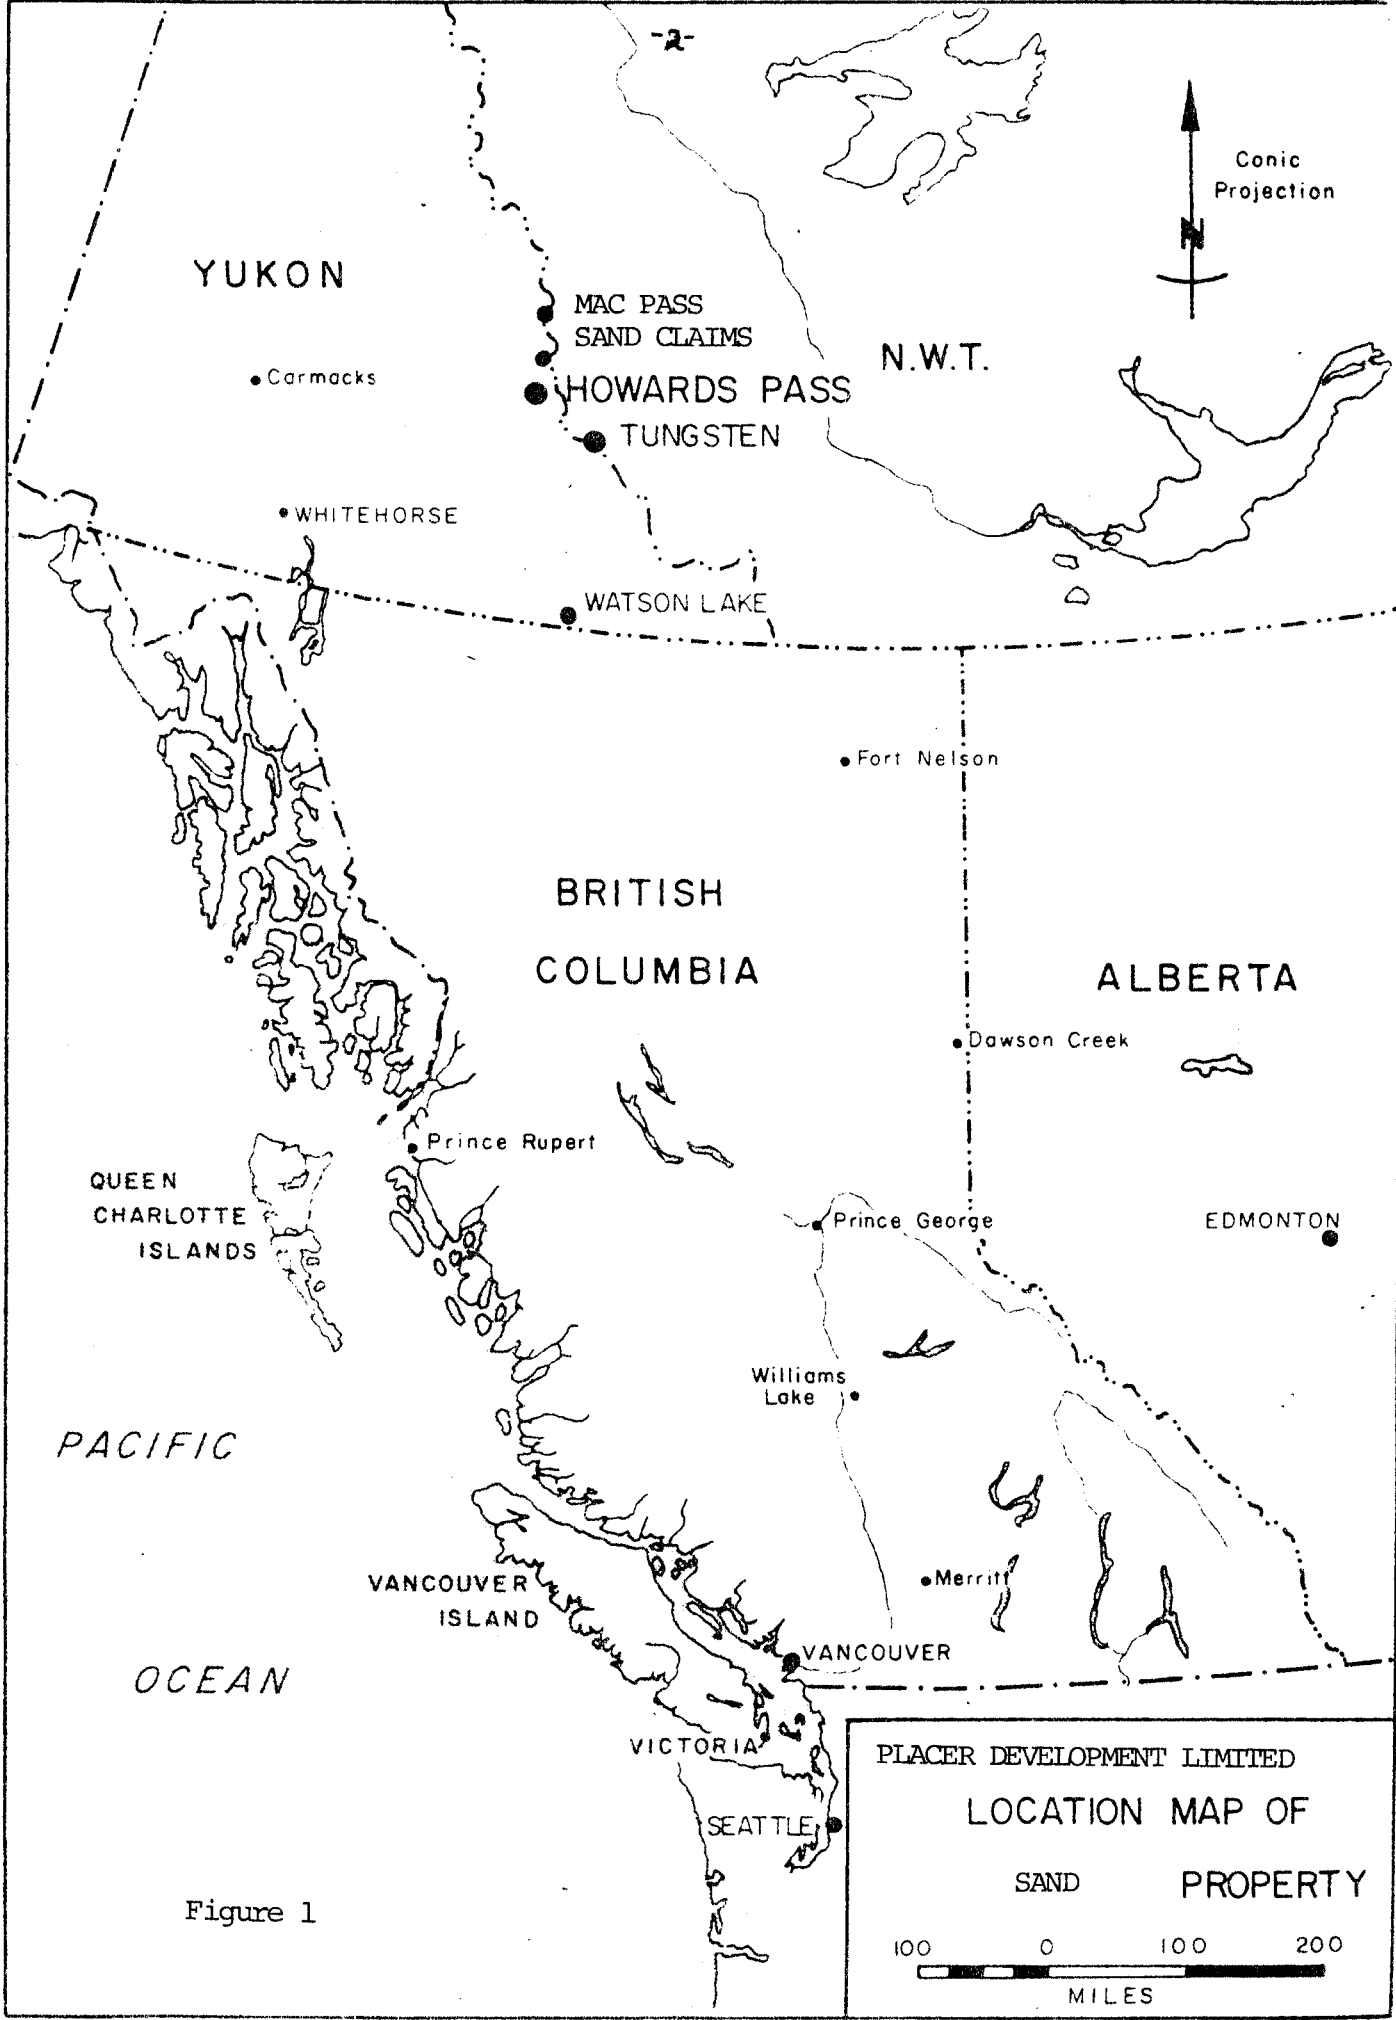 -2-
Conic
Projection
N
YUKON
MAC PASS
SAND CLAIMS
N.W.T.
Carmacks
HOWARDS PASS
TUNGSTEN
WHITEHORSE
WATSON LAKE
Fort Nelson
BRITISH
COLUMBIA
ALBERTA
Dawson Creek
Prince Rupert
QUEEN
CHARLOTTE
ISLANDS
Prince George
EDMONTON
Williams
Lake
PACIFIC
VANCOUVER
ISLAND
Merritt
VANCOUVER
OCEAN
VICTORIA
SEATTLE
PLACER DEVELOPMENT LIMITED
LOCATION MAP OF
SAND PROPERTY
100 0 100 200
MILES
Figure 1